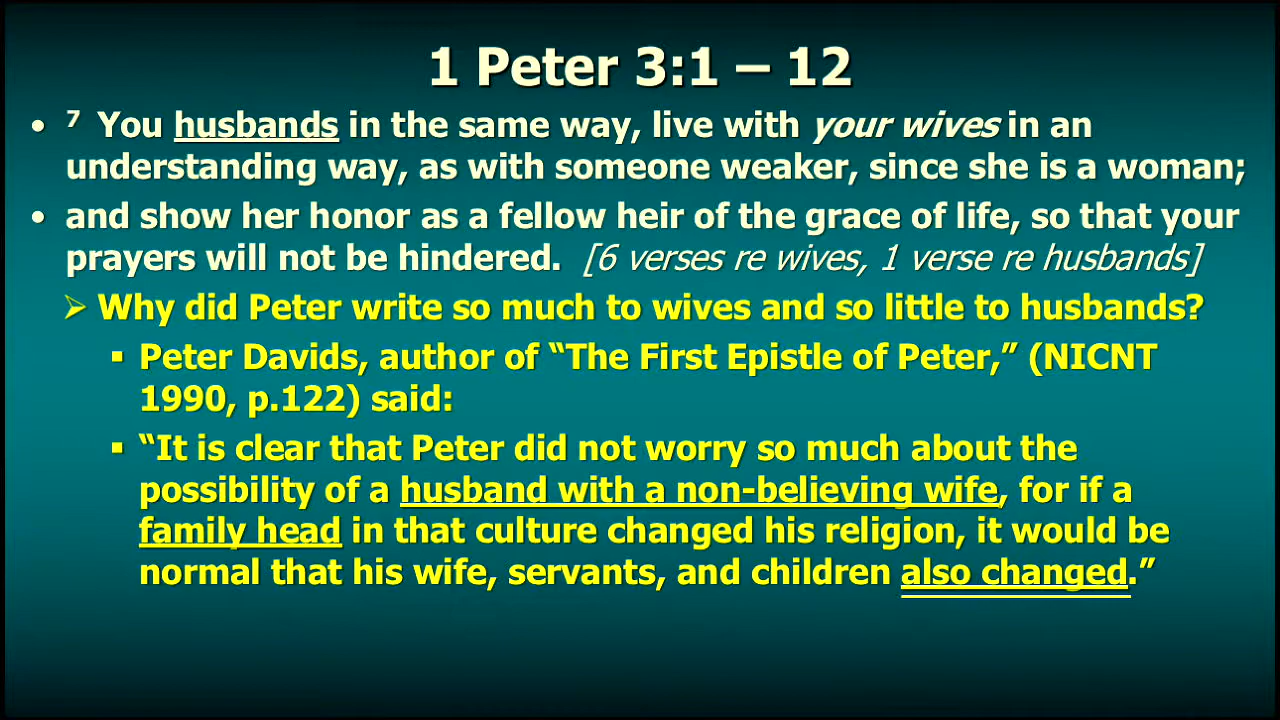 1 Peter 3:1 – 12
• ⁷ You husbands in the same way, live with your wives in an
understanding way, as with someone weaker, since she is a woman;
• and show her honor as a fellow heir of the grace of life, so that your
prayers will not be hindered. [6 verses re wives, 1 verse re husbands]
➢ Why did Peter write so much to wives and so little to husbands?
▪ Peter Davids, author of “The First Epistle of Peter,” (NICNT
1990, p.122) said:
▪ “It is clear that Peter did not worry so much about the
possibility of a husband with a non-believing wife, for if a
family head in that culture changed his religion, it would be
normal that his wife, servants, and children also changed.”